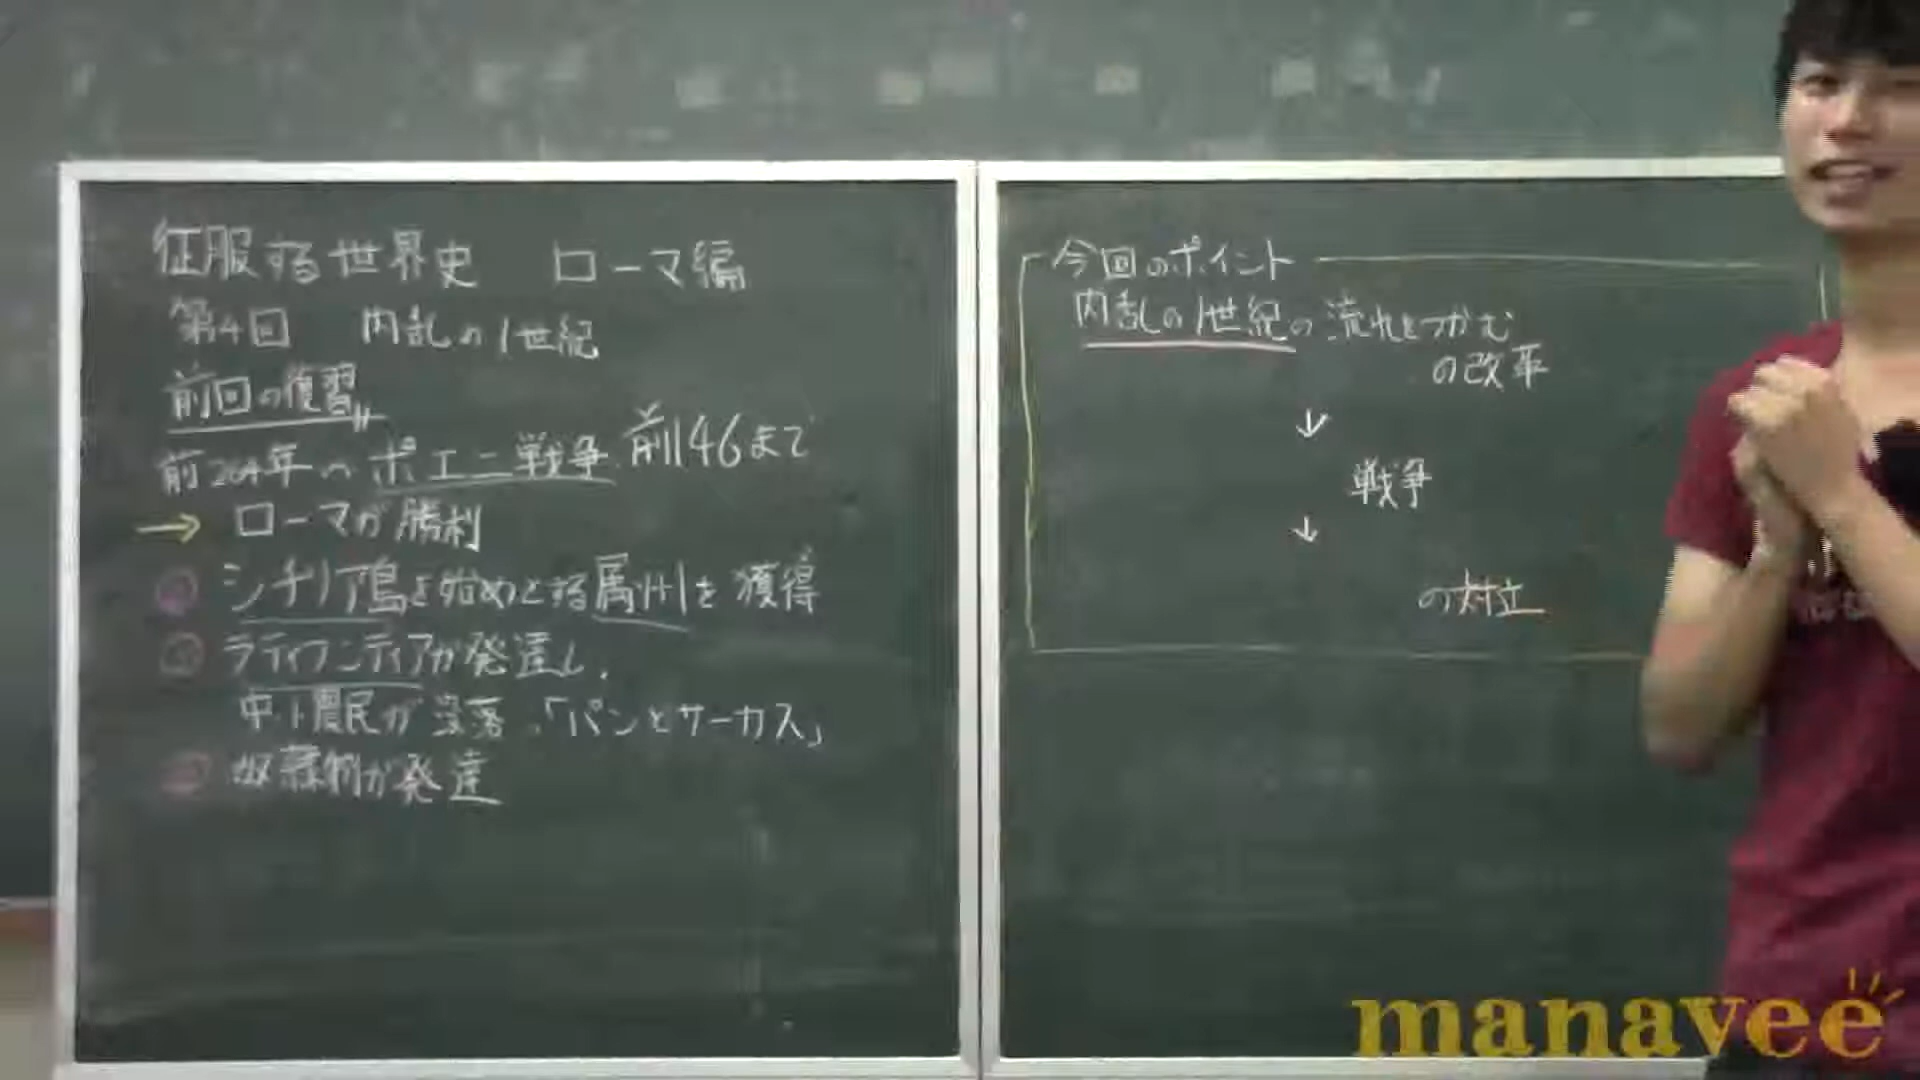 征服する世界史 ローマ編
第4回 内乱の1世紀
前回の復習
前264年〜ポエニ戦争 前146まで
→ ローマが勝利
シチリア島を始めとする属州を獲得
ラティフンディアが発達し、
中小農民が没落、「パンとサーカス」
奴隷制が発達
今回のポイント
内乱の1世紀の流れをつかむ
の改革
↓
戦争
↓
の対立
manavee